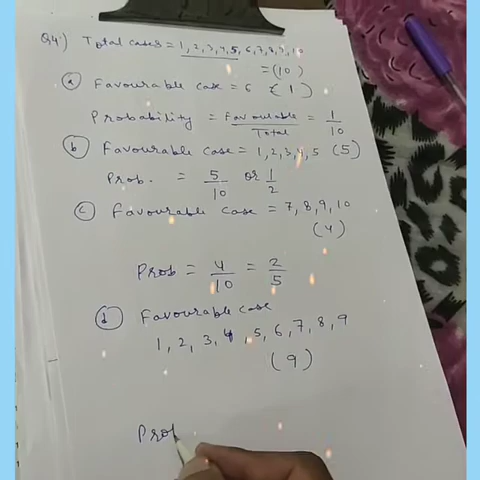 Q4:) Total cases = 1, 2, 3, 4, 5, 6, 7, 8, 9, 10
= (10)
(a) Favourable case = 6 (1)
Probability = Favourable/Total = 1/10
(b) Favourable case = 1, 2, 3, 4, 5 (5)
Prob. = 5/10 or 1/2
(c) Favourable case = 7, 8, 9, 10
(4)
Prob = 4/10 = 2/5
(d) Favourable case
1, 2, 3, 4, 5, 6, 7, 8, 9
(9)
Prob